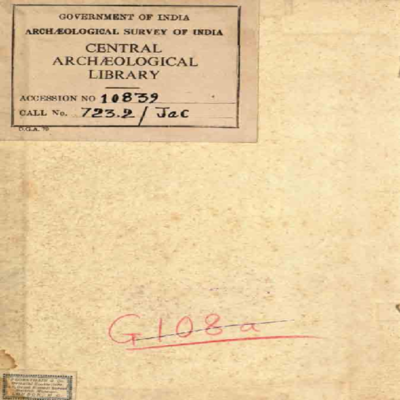 GOVERNMENT OF INDIA
ARCHÆOLOGICAL SURVEY OF INDIA
CENTRAL
ARCHÆOLOGICAL
LIBRARY
ACCESSION NO 10839
CALL No. 723.2/Jac
D.G.A. 79
G108a